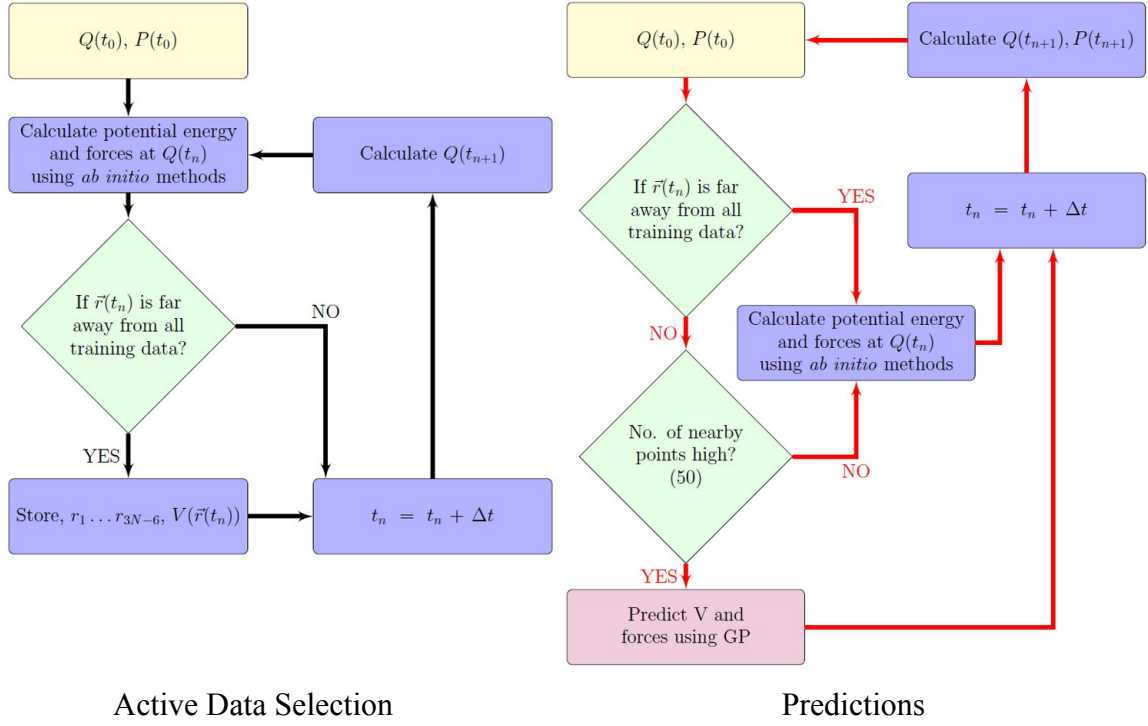 Q(t₀), P(t₀)
Calculate potential energy
and forces at Q(tₙ)
using ab initio methods
Calculate Q(tₙ₊₁)
If r⃗(tₙ) is far
away from all
training data?
NO
YES
Store, r₁ … r₃N₋₆, V(r⃗(tₙ))
tₙ = tₙ + Δt
Active Data Selection
Q(t₀), P(t₀)
Calculate Q(tₙ₊₁), P(tₙ₊₁)
If r⃗(tₙ) is far
away from all
training data?
YES
tₙ = tₙ + Δt
NO
Calculate potential energy
and forces at Q(tₙ)
using ab initio methods
No. of nearby
points high?
(50)
NO
YES
Predict V and
forces using GP
Predictions